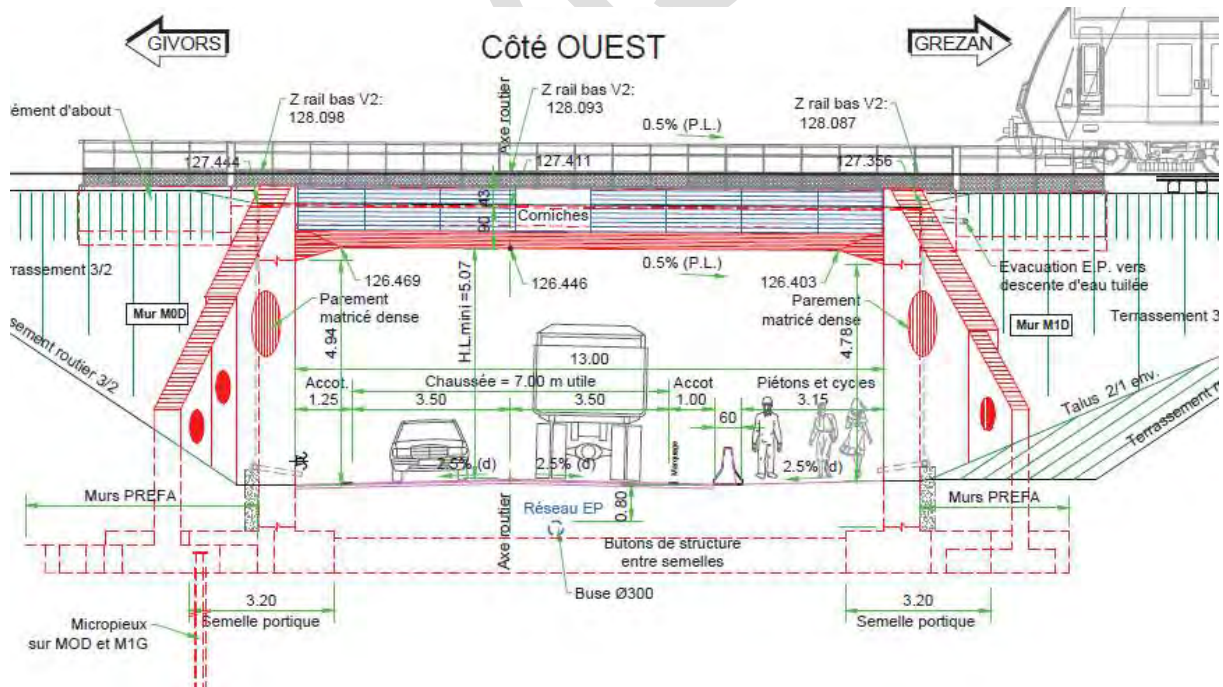 GIVORS
Côté OUEST
GREZAN
ément d'about
Z rail bas V2:
128.098
Axe routier
Z rail bas V2:
128.093
0.5% (P.L.)
Z rail bas V2:
128.087
127.444
127.411
127.356
43
90
Corniches
rrassement 3/2
126.469
126.446
0.5% (P.L.)
126.403
Evacuation E.P. vers
descente d'eau tuilée
Mur M0D
Parement
matricé dense
Parement
matricé dense
Mur M1D
Terrassement 3
4.94
H.L.mini =5.07
4.78
sement routier 3/2
13.00
Accot.
1.25
Chaussée = 7.00 m utile
3.50
3.50
Accot
1.00
Piétons et cycles
3.15
60
Talus 2/1 env.
Terrassement r
Marquage
2.5% (d)
2.5% (d)
2.5% (d)
Murs PREFA
Murs PREFA
Réseau EP
0.80
Axe routier
Butons de structure
entre semelles
Buse Ø300
3.20
Semelle portique
3.20
Semelle portique
Micropieux
sur MOD et M1G